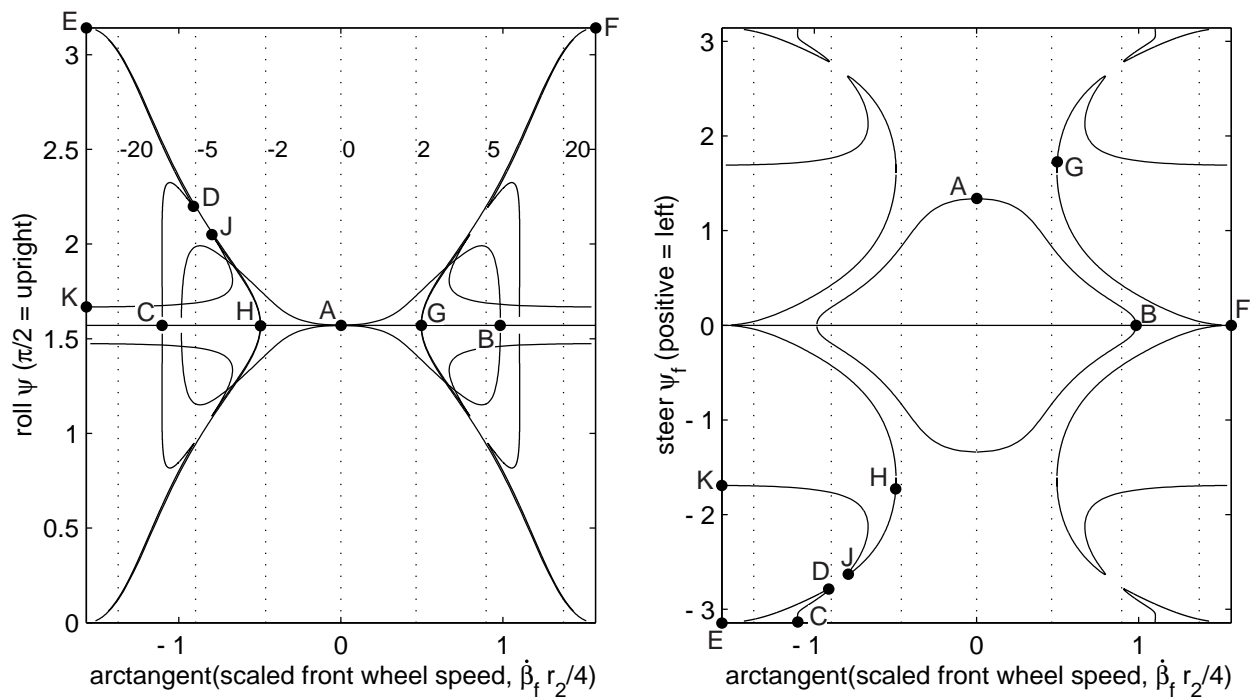 E
F
3
2.5
-20
-5
-2
0
2
5
20
D
J
2
K
C
H
A
G
B
1.5
1
0.5
0
- 1
0
1
roll ψ (π/2 = upright)
arctangent(scaled front wheel speed, β̇f r2/4)
3
2
G
A
1
B
F
0
- 1
K
H
- 2
J
D
C
- 3
E
- 1
0
1
steer ψf (positive = left)
arctangent(scaled front wheel speed, β̇f r2/4)